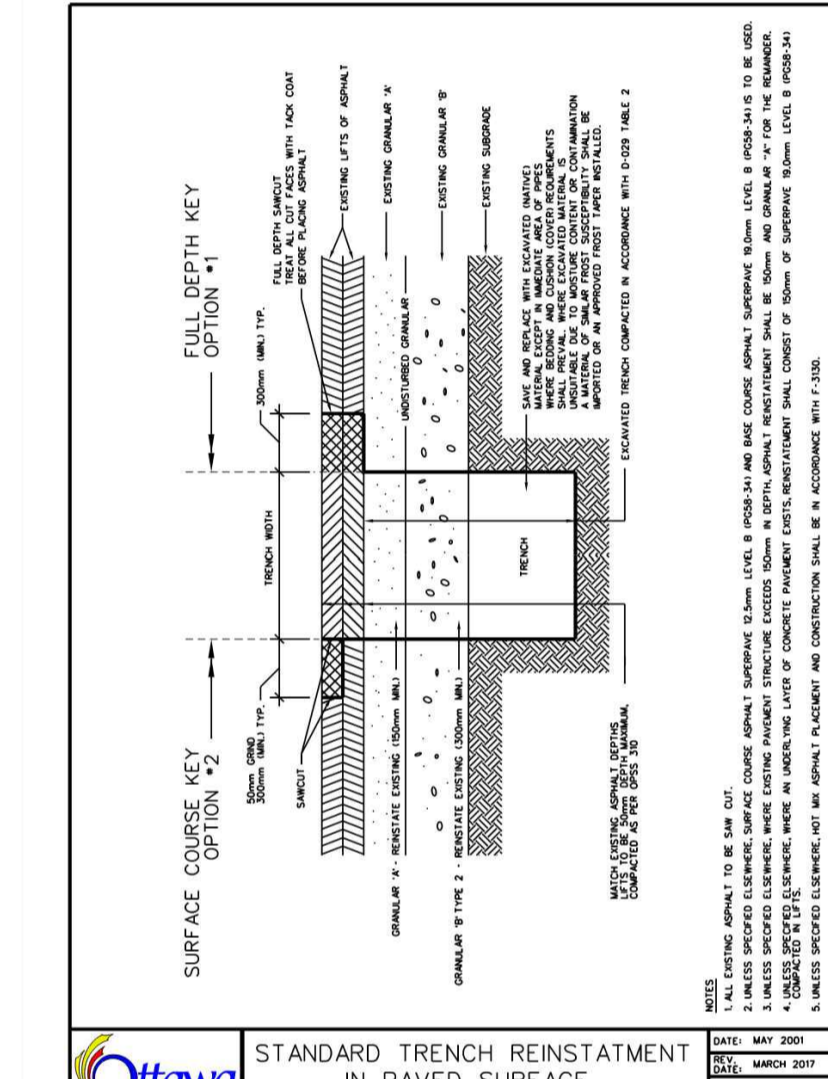 SURFACE COURSE KEY
OPTION #2
FULL DEPTH KEY
OPTION #1
50mm GRIND
300mm (MIN.) TYP.
TRENCH WIDTH
300mm (MIN.) TYP.
SAWCUT
FULL DEPTH SAWCUT
TREAT ALL CUT FACES WITH TACK COAT
BEFORE PLACING ASPHALT
EXISTING LIFTS OF ASPHALT
EXISTING GRANULAR 'A'
GRANULAR 'A' - REINSTATE EXISTING (150mm MIN.)
UNDISTURBED GRANULAR
EXISTING GRANULAR 'B'
GRANULAR 'B' TYPE 2 - REINSTATE EXISTING (300mm MIN.)
EXISTING SUBGRADE
TRENCH
SAVE AND REPLACE WITH EXCAVATED (NATIVE)
MATERIAL EXCEPT IN IMMEDIATE AREA OF PIPES
WHERE BEDDING AND CUSHION (COVER) REQUIREMENTS
SHALL PREVAIL. WHERE EXCAVATED MATERIAL IS
UNSUITABLE DUE TO MOISTURE CONTENT OR CONTAMINATION
A MATERIAL OF SIMILAR FROST SUSCEPTIBILITY SHALL BE
IMPORTED OR AN APPROVED FROST TAPER INSTALLED.
MATCH EXISTING ASPHALT DEPTHS
LIFTS TO BE 50mm DEPTH MAXIMUM,
COMPACTED AS PER OPSS 310
EXCAVATED TRENCH COMPACTED IN ACCORDANCE WITH D-029 TABLE 2
NOTES
1. ALL EXISTING ASPHALT TO BE SAW CUT.
2. UNLESS SPECIFIED ELSEWHERE, SURFACE COURSE ASPHALT SUPERPAVE 12.5mm LEVEL B (PG58-34) AND BASE COURSE ASPHALT SUPERPAVE 19.0mm LEVEL B (PG58-34) IS TO BE USED.
3. UNLESS SPECIFIED ELSEWHERE, WHERE EXISTING PAVEMENT STRUCTURE EXCEEDS 150mm IN DEPTH, ASPHALT REINSTATEMENT SHALL BE 150mm AND GRANULAR "A" FOR THE REMAINDER.
4. UNLESS SPECIFIED ELSEWHERE, WHERE AN UNDERLYING LAYER OF CONCRETE PAVEMENT EXISTS, REINSTATEMENT SHALL CONSIST OF 150mm OF SUPERPAVE 19.0mm LEVEL B (PG58-34)
COMPACTED IN LIFTS.
5. UNLESS SPECIFIED ELSEWHERE, HOT MIX ASPHALT PLACEMENT AND CONSTRUCTION SHALL BE IN ACCORDANCE WITH F-3130.
Ottawa
STANDARD TRENCH REINSTATMENT
IN PAVED SURFACE
DATE: MAY 2001
REV. DATE: MARCH 2017